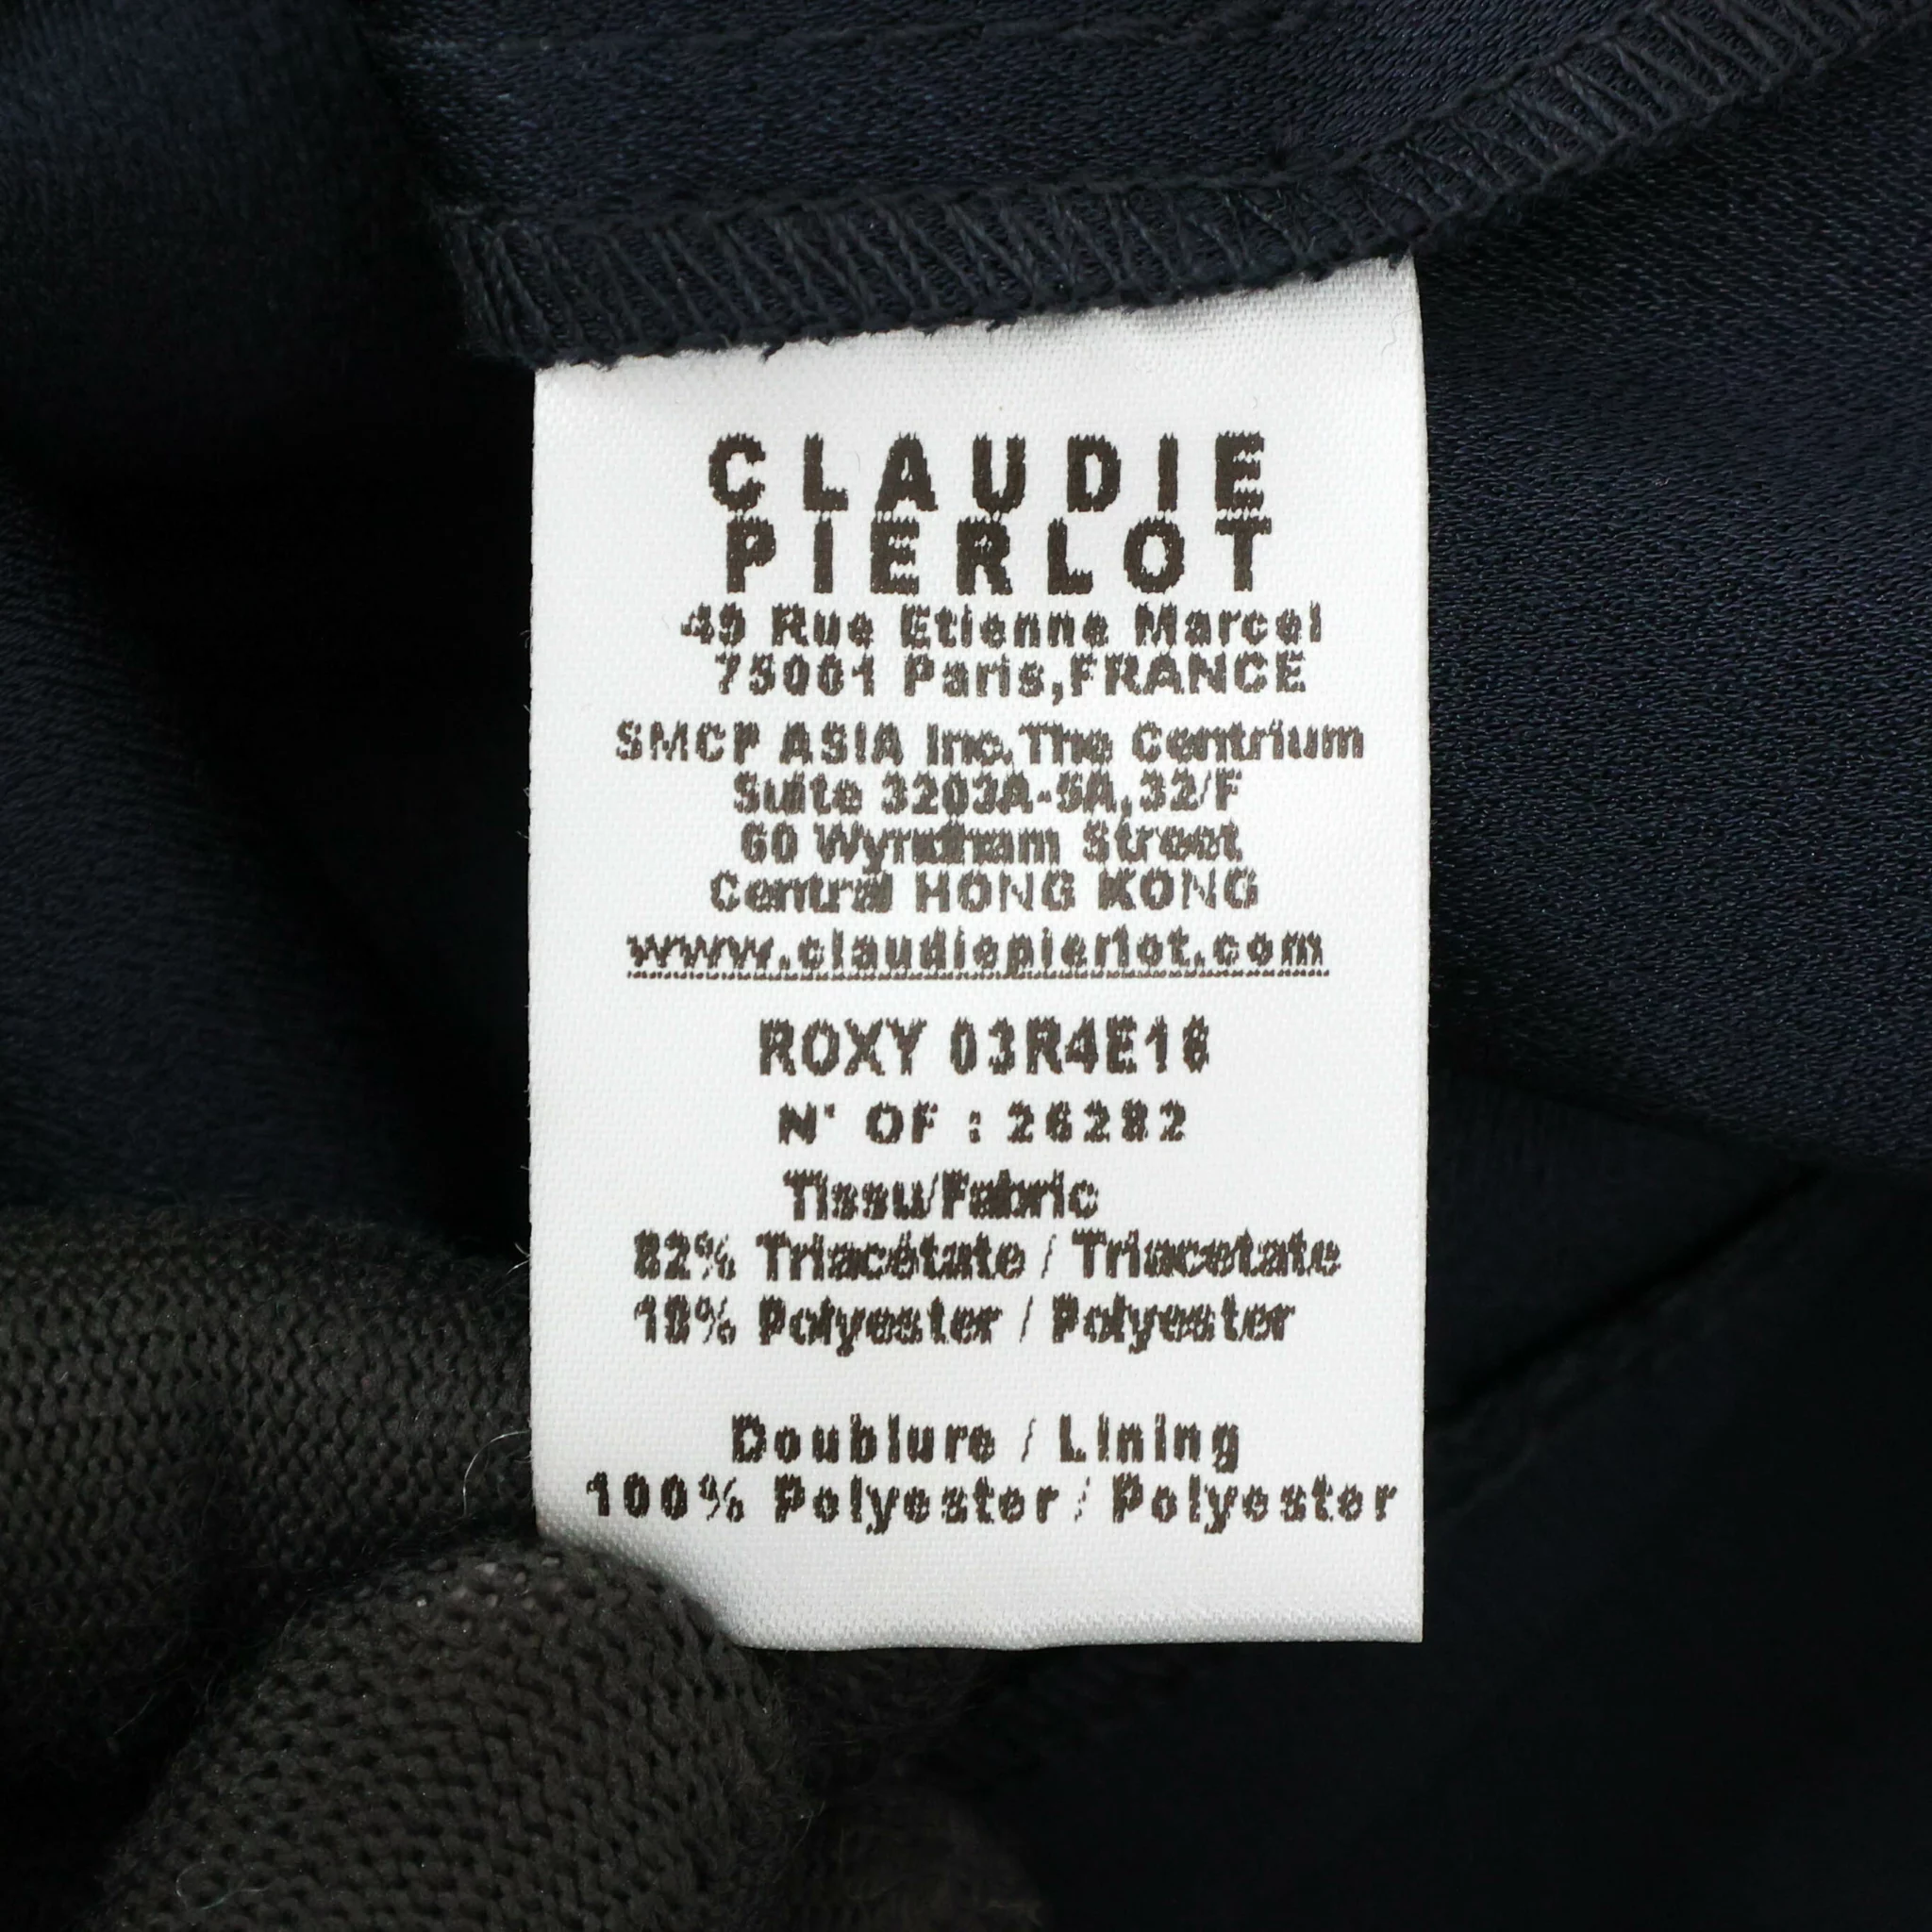 CLAUDIE
PIERLOT
49 Rue Etienne Marcel
75001 Paris,FRANCE
SMCP ASIA Inc.The Centrium
Suite 3203A-5A,32/F
60 Wyndham Street
Central HONG KONG
www.claudiepierlot.com
ROXY 03R4E16
N° OF : 26282
Tissu/Fabric
82% Triacétate / Triacetate
18% Polyester / Polyester
Doublure / Lining
100% Polyester / Polyester